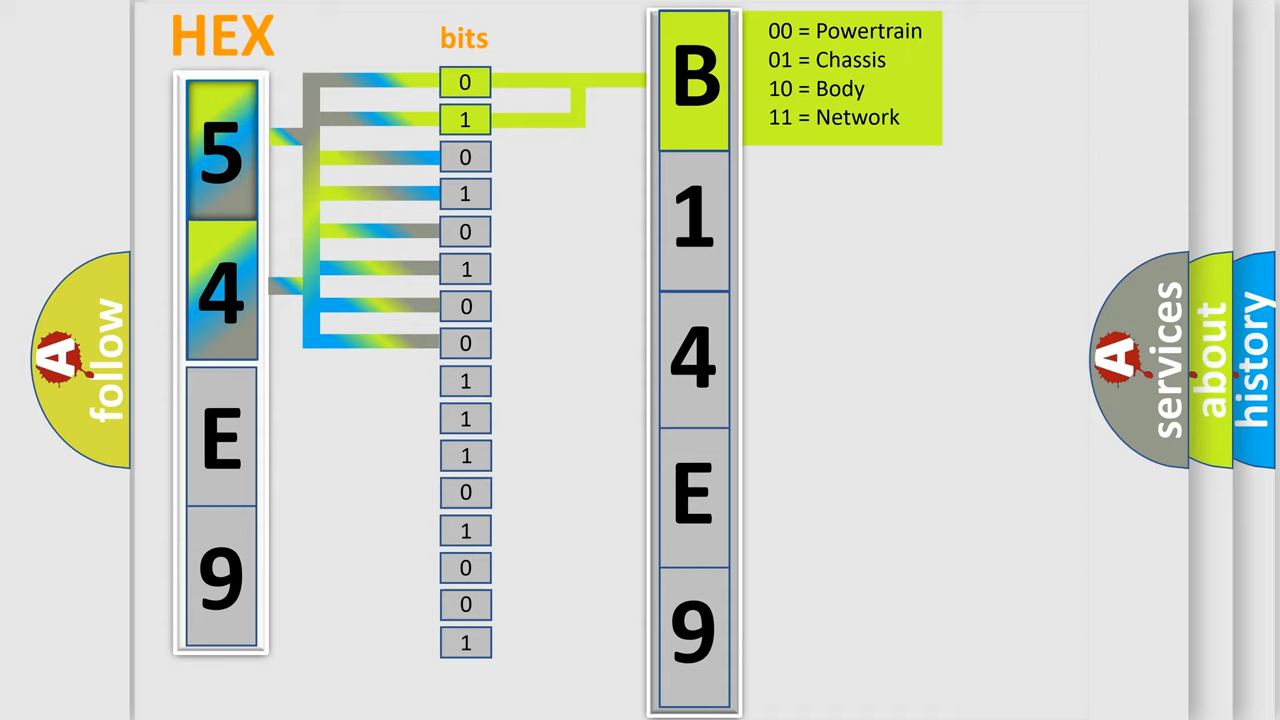 HEX
bits
5
4
E
9
0
1
0
1
0
1
0
0
1
1
1
0
1
0
0
1
B
1
4
E
9
00 = Powertrain
01 = Chassis
10 = Body
11 = Network
A
follow
A
services
about
history